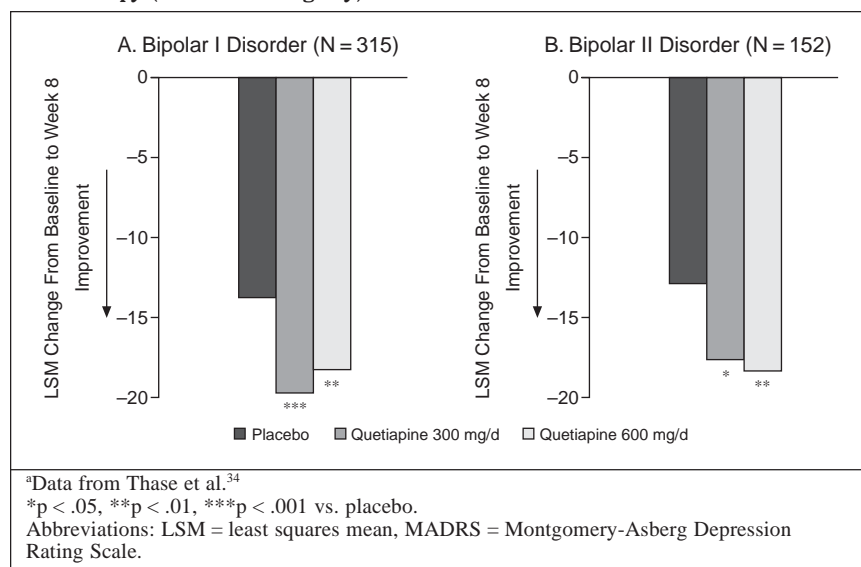 A. Bipolar I Disorder (N = 315)
LSM Change From Baseline to Week 8
Improvement
0
–5
–10
–15
–20
***
**
B. Bipolar II Disorder (N = 152)
LSM Change From Baseline to Week 8
Improvement
0
–5
–10
–15
–20
*
**
Placebo Quetiapine 300 mg/d Quetiapine 600 mg/d
aData from Thase et al.34
*p < .05, **p < .01, ***p < .001 vs. placebo.
Abbreviations: LSM = least squares mean, MADRS = Montgomery-Asberg Depression
Rating Scale.